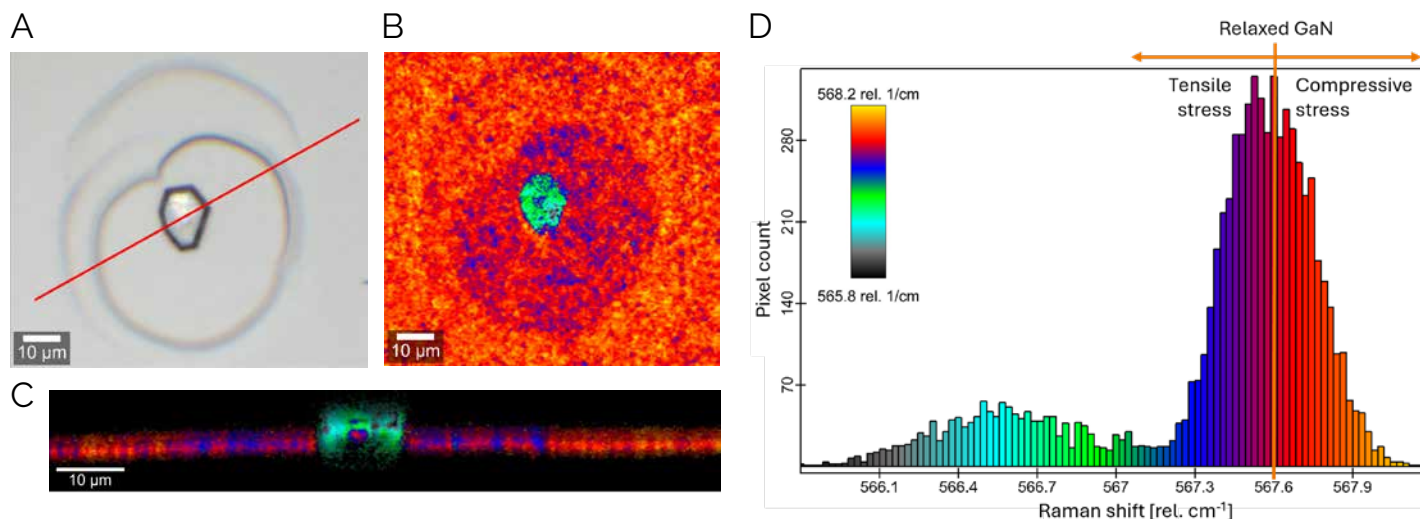 A
B
D
10 µm
10 µm
C
10 µm
Relaxed GaN
Tensile
stress
Compressive
stress
568.2 rel. 1/cm
565.8 rel. 1/cm
Pixel count
280
210
140
70
566.1
566.4
566.7
567
567.3
567.6
567.9
Raman shift [rel. cm⁻¹]